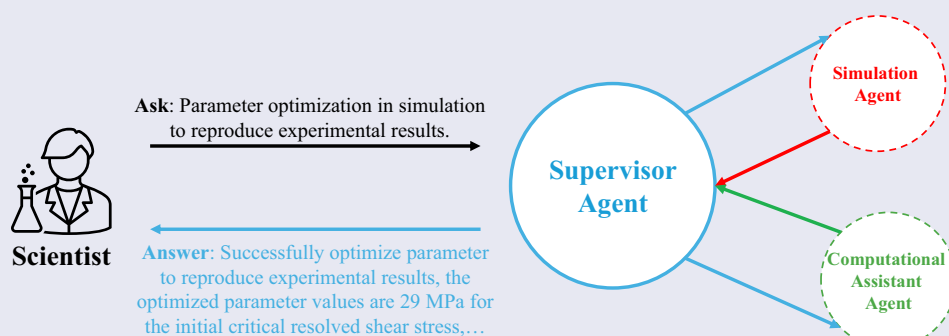 Ask: Parameter optimization in simulation
to reproduce experimental results.
Scientist
Answer: Successfully optimize parameter
to reproduce experimental results, the
optimized parameter values are 29 MPa for
the initial critical resolved shear stress,…
Supervisor
Agent
Simulation
Agent
Computational
Assistant
Agent